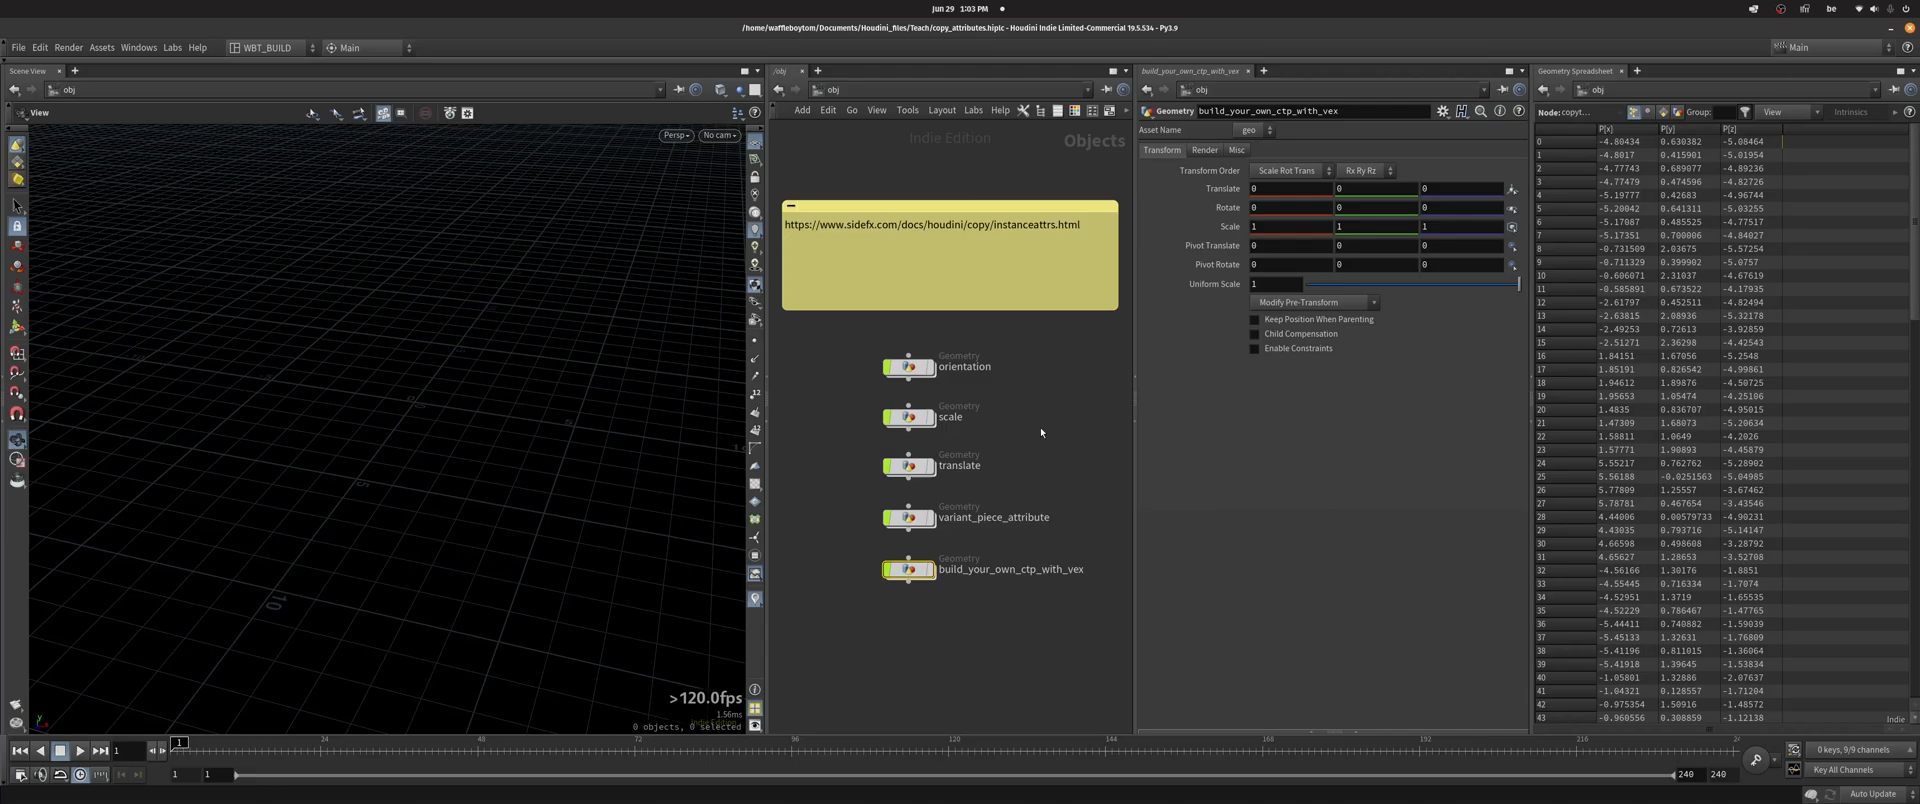 Jun 29 1:03 PM
be
/home/waffleboytom/Documents/Houdini_files/Teach/copy_attributes.hiplc - Houdini Indie Limited-Commercial 19.5.534 - Py3.9
File Edit Render Assets Windows Labs Help WBT_BUILD Main Main
Scene View
obj
View
Persp No cam
10
>120.0fps
1.56ms
Indie Edition
0 objects, 0 selected
/obj
obj
Add Edit Go View Tools Layout Labs Help
Indie Edition Objects
https://www.sidefx.com/docs/houdini/copy/instanceattrs.html
Geometry
orientation
Geometry
scale
Geometry
translate
Geometry
variant_piece_attribute
Geometry
build_your_own_ctp_with_vex
build_your_own_ctp_with_vex
obj
Geometry build_your_own_ctp_with_vex
Asset Name geo
Transform Render Misc
Transform Order Scale Rot Trans Rx Ry Rz
Translate 0 0 0
Rotate 0 0 0
Scale 1 1 1
Pivot Translate 0 0 0
Pivot Rotate 0 0 0
Uniform Scale 1
Modify Pre-Transform
Keep Position When Parenting
Child Compensation
Enable Constraints
Geometry Spreadsheet
obj
Node: copyt... Group: View Intrinsics
P[x] P[y] P[z]
0 -4.80434 0.630382 -5.08464
1 -4.8017 0.415901 -5.01954
2 -4.77743 0.689077 -4.89236
3 -4.77479 0.474596 -4.82726
4 -5.19777 0.42683 -4.96744
5 -5.20042 0.641311 -5.03255
6 -5.17087 0.485525 -4.77517
7 -5.17351 0.700006 -4.84027
8 -0.731509 2.03675 -5.57254
9 -0.711329 0.399902 -5.0757
10 -0.606071 2.31037 -4.67619
11 -0.585891 0.673522 -4.17935
12 -2.61797 0.452511 -4.82494
13 -2.63815 2.08936 -5.32178
14 -2.49253 0.72613 -3.92859
15 -2.51271 2.36298 -4.42543
16 1.84151 1.67056 -5.2548
17 1.85191 0.826542 -4.99861
18 1.94612 1.89876 -4.50725
19 1.95653 1.05474 -4.25106
20 1.4835 0.836707 -4.95015
21 1.47309 1.68073 -5.20634
22 1.58811 1.0649 -4.2026
23 1.57771 1.90893 -4.45879
24 5.55217 0.762762 -5.28902
25 5.56188 -0.0251563 -5.04985
26 5.77809 1.25557 -3.67462
27 5.78781 0.467654 -3.43546
28 4.44006 0.00579733 -4.90231
29 4.43035 0.793716 -5.14147
30 4.66598 0.498608 -3.28792
31 4.65627 1.28653 -3.52708
32 -4.56166 1.30176 -1.8851
33 -4.55445 0.716334 -1.7074
34 -4.52951 1.3719 -1.65535
35 -4.52229 0.786467 -1.47765
36 -5.44411 0.740882 -1.59039
37 -5.45133 1.32631 -1.76809
38 -5.41196 0.811015 -1.36064
39 -5.41918 1.39645 -1.53834
40 -1.05801 1.32886 -2.07637
41 -1.04321 0.128557 -1.71204
42 -0.975354 1.50916 -1.48572
43 -0.960556 0.308859 -1.12138
Indie
1 1 24 48 72 96 120 144 168 192 216
0 keys, 9/9 channels
1 1 240 240 Key All Channels
Auto Update